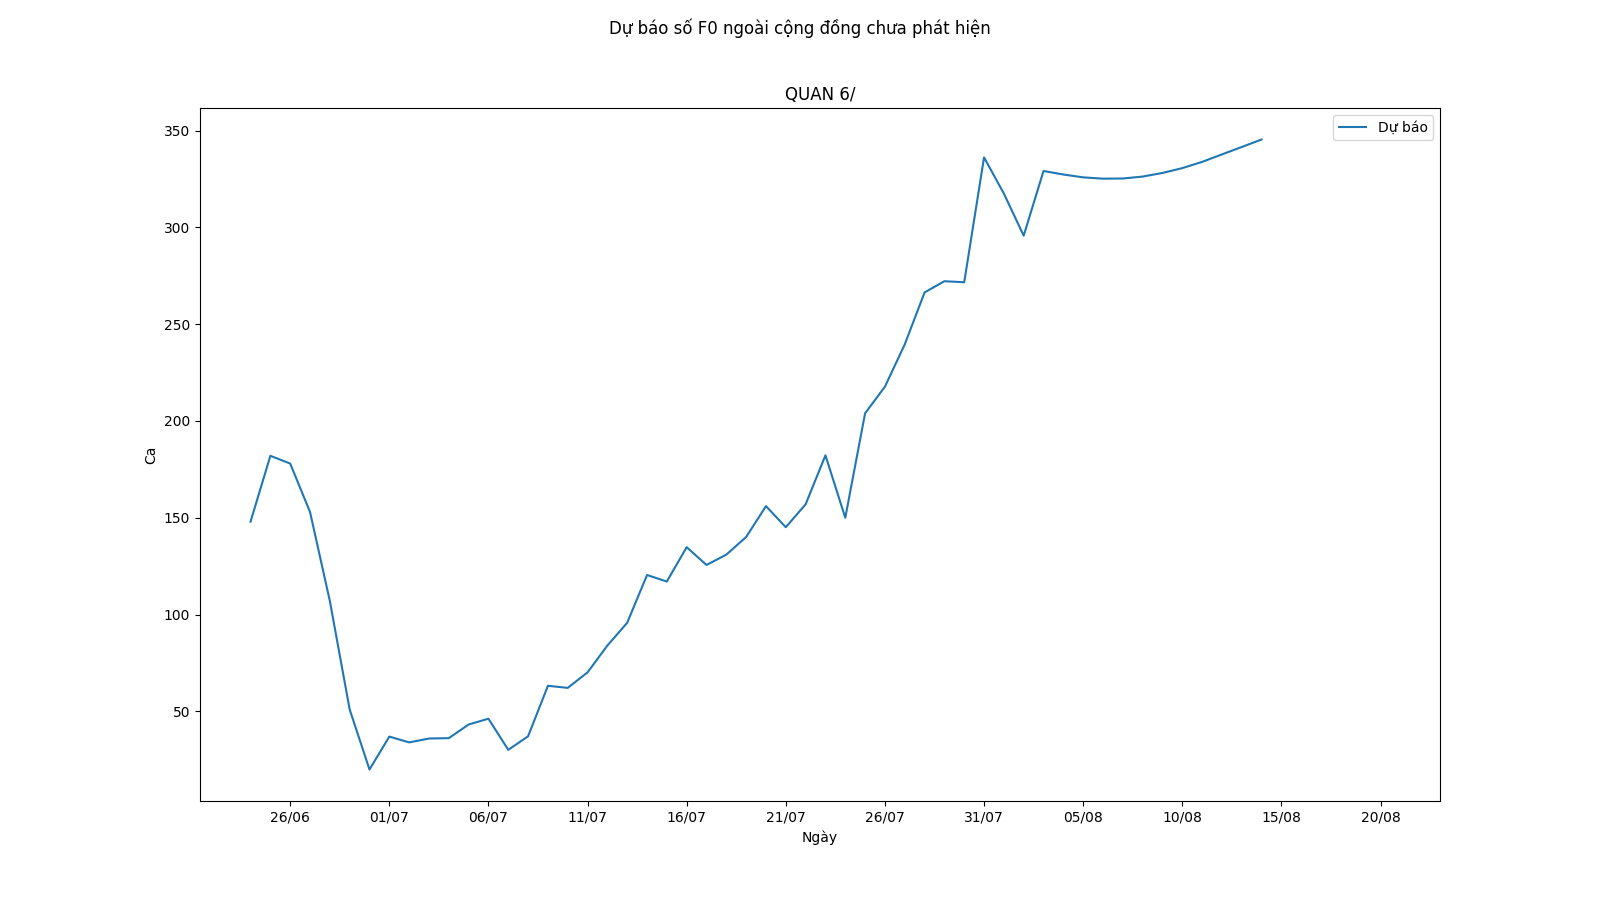 Dự báo số F0 ngoài cộng đồng chưa phát hiện
QUAN 6/
Dự báo
350
300
250
200
150
100
50
Ca
26/06 01/07 06/07 11/07 16/07 21/07 26/07 31/07 05/08 10/08 15/08 20/08
Ngày